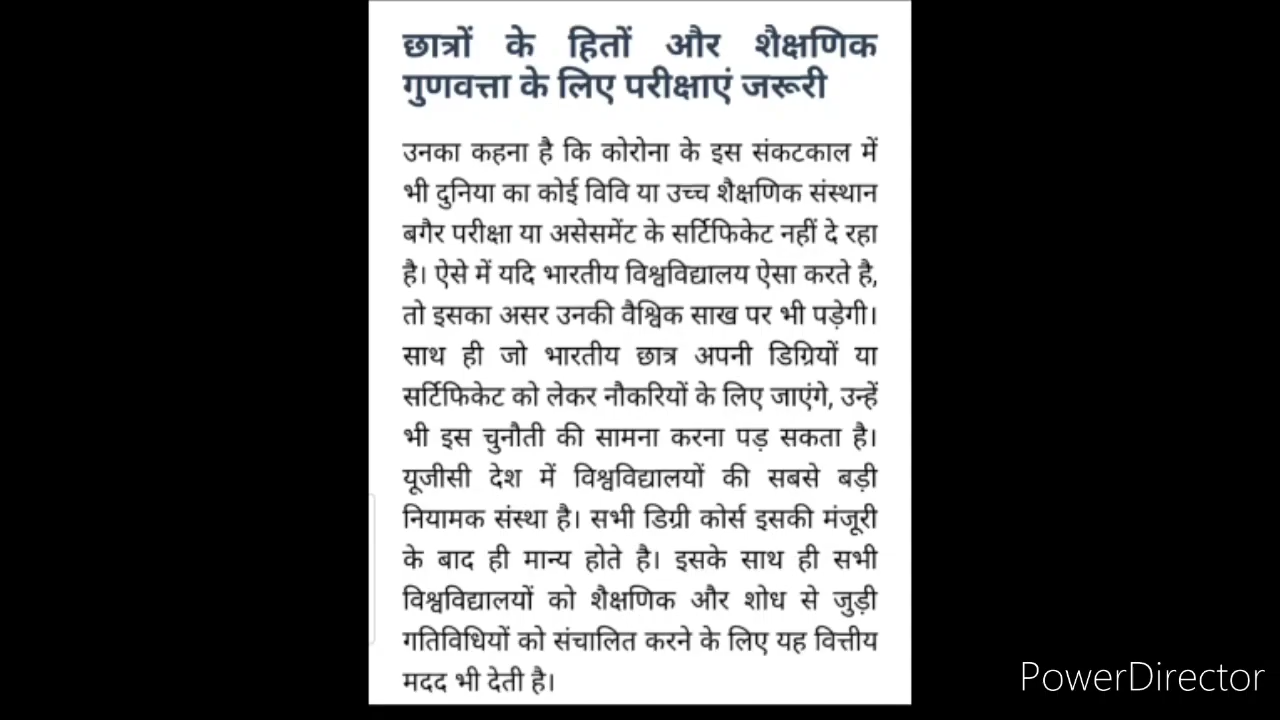 छात्रों के हितों और शैक्षणिक
गुणवत्ता के लिए परीक्षाएं जरूरी
उनका कहना है कि कोरोना के इस संकटकाल में
भी दुनिया का कोई विवि या उच्च शैक्षणिक संस्थान
बगैर परीक्षा या असेसमेंट के सर्टिफिकेट नहीं दे रहा
है। ऐसे में यदि भारतीय विश्वविद्यालय ऐसा करते है,
तो इसका असर उनकी वैश्विक साख पर भी पड़ेगी।
साथ ही जो भारतीय छात्र अपनी डिग्रियों या
सर्टिफिकेट को लेकर नौकरियों के लिए जाएंगे, उन्हें
भी इस चुनौती की सामना करना पड़ सकता है।
यूजीसी देश में विश्वविद्यालयों की सबसे बड़ी
नियामक संस्था है। सभी डिग्री कोर्स इसकी मंजूरी
के बाद ही मान्य होते है। इसके साथ ही सभी
विश्वविद्यालयों को शैक्षणिक और शोध से जुड़ी
गतिविधियों को संचालित करने के लिए यह वित्तीय
मदद भी देती है।
PowerDirector